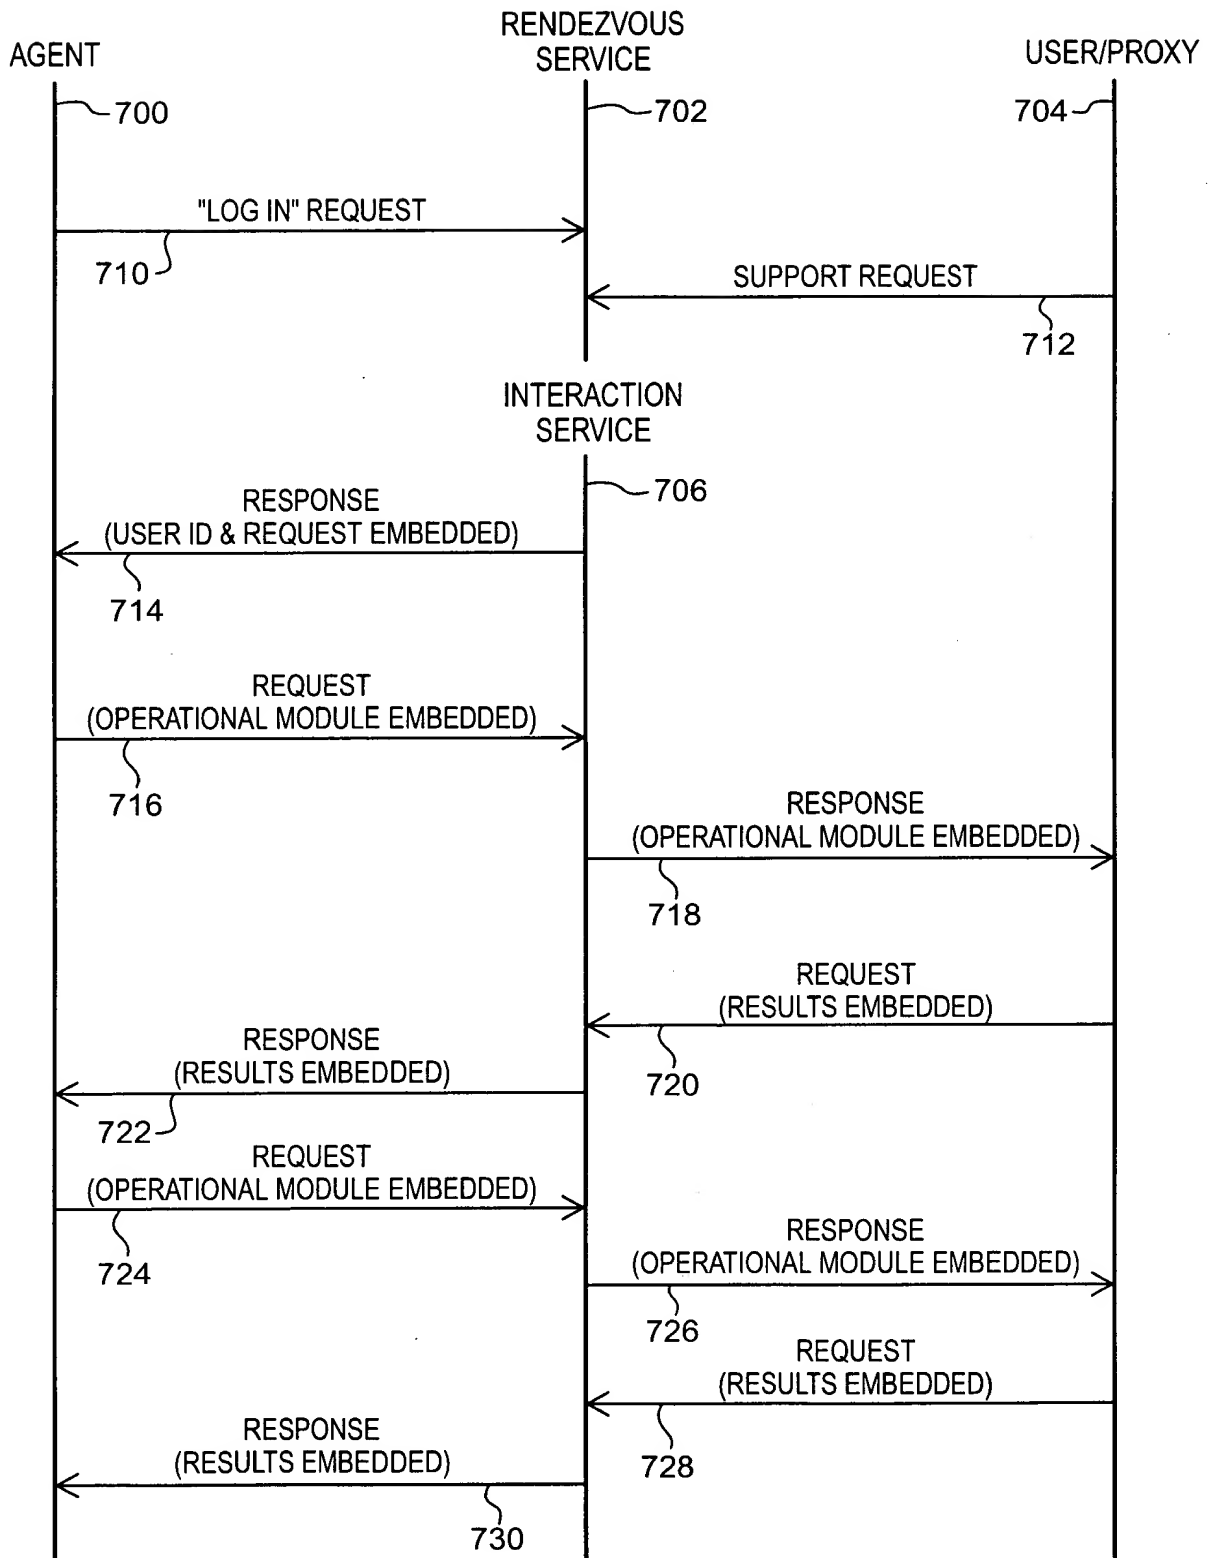 RENDEZVOUS
SERVICE
AGENT
USER/PROXY
700
702
704
"LOG IN" REQUEST
710
SUPPORT REQUEST
712
INTERACTION
SERVICE
706
RESPONSE
(USER ID & REQUEST EMBEDDED)
714
REQUEST
(OPERATIONAL MODULE EMBEDDED)
716
RESPONSE
(OPERATIONAL MODULE EMBEDDED)
718
REQUEST
(RESULTS EMBEDDED)
720
RESPONSE
(RESULTS EMBEDDED)
722
REQUEST
(OPERATIONAL MODULE EMBEDDED)
724
RESPONSE
(OPERATIONAL MODULE EMBEDDED)
726
REQUEST
(RESULTS EMBEDDED)
728
RESPONSE
(RESULTS EMBEDDED)
730